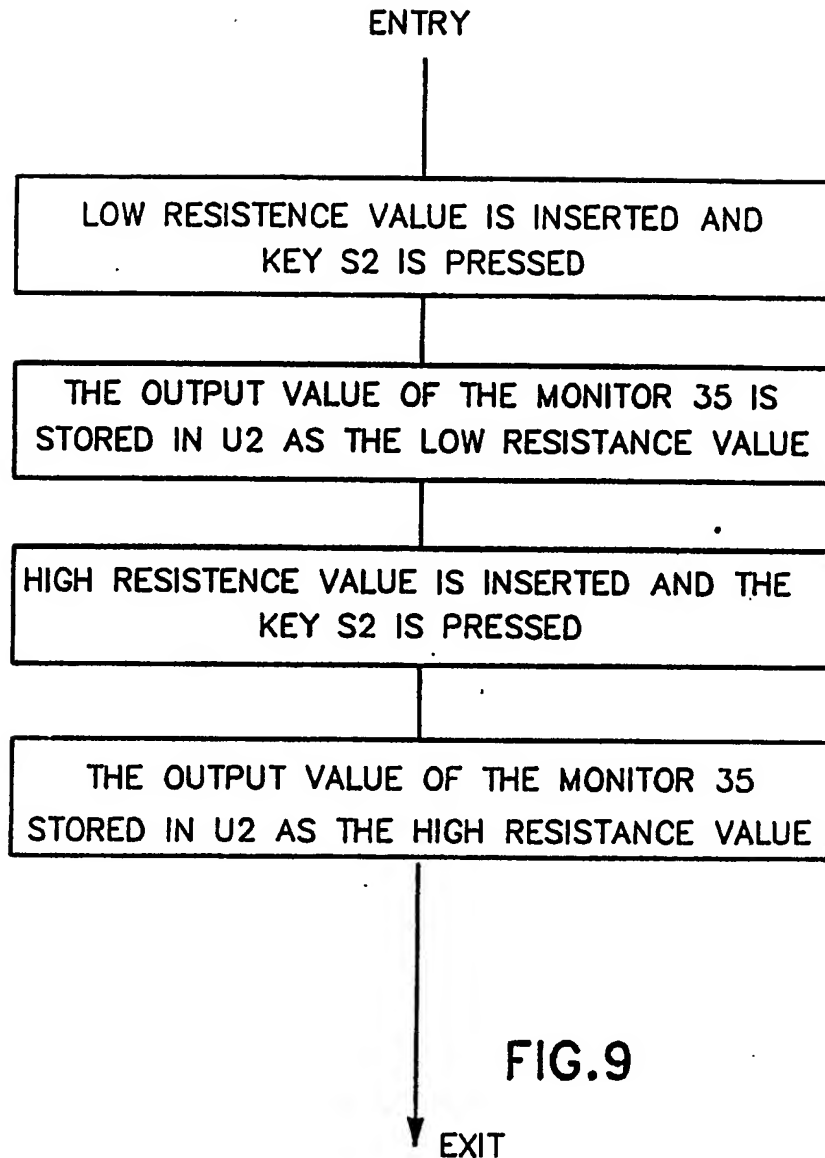 ENTRY
LOW RESISTENCE VALUE IS INSERTED AND
KEY S2 IS PRESSED
THE OUTPUT VALUE OF THE MONITOR 35 IS
STORED IN U2 AS THE LOW RESISTANCE VALUE
HIGH RESISTENCE VALUE IS INSERTED AND THE
KEY S2 IS PRESSED
THE OUTPUT VALUE OF THE MONITOR 35
STORED IN U2 AS THE HIGH RESISTANCE VALUE
FIG.9
EXIT